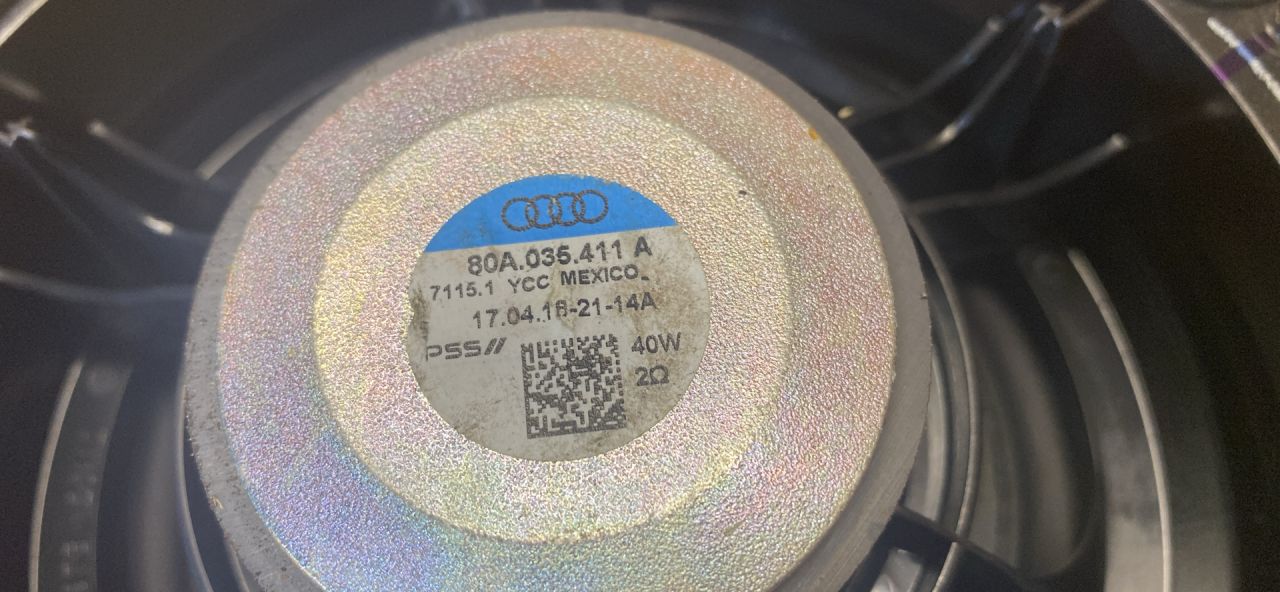 80A.035.411 A
7115.1 YCC MEXICO
17.04.18-21-14A
PSS//
40W
2Ω